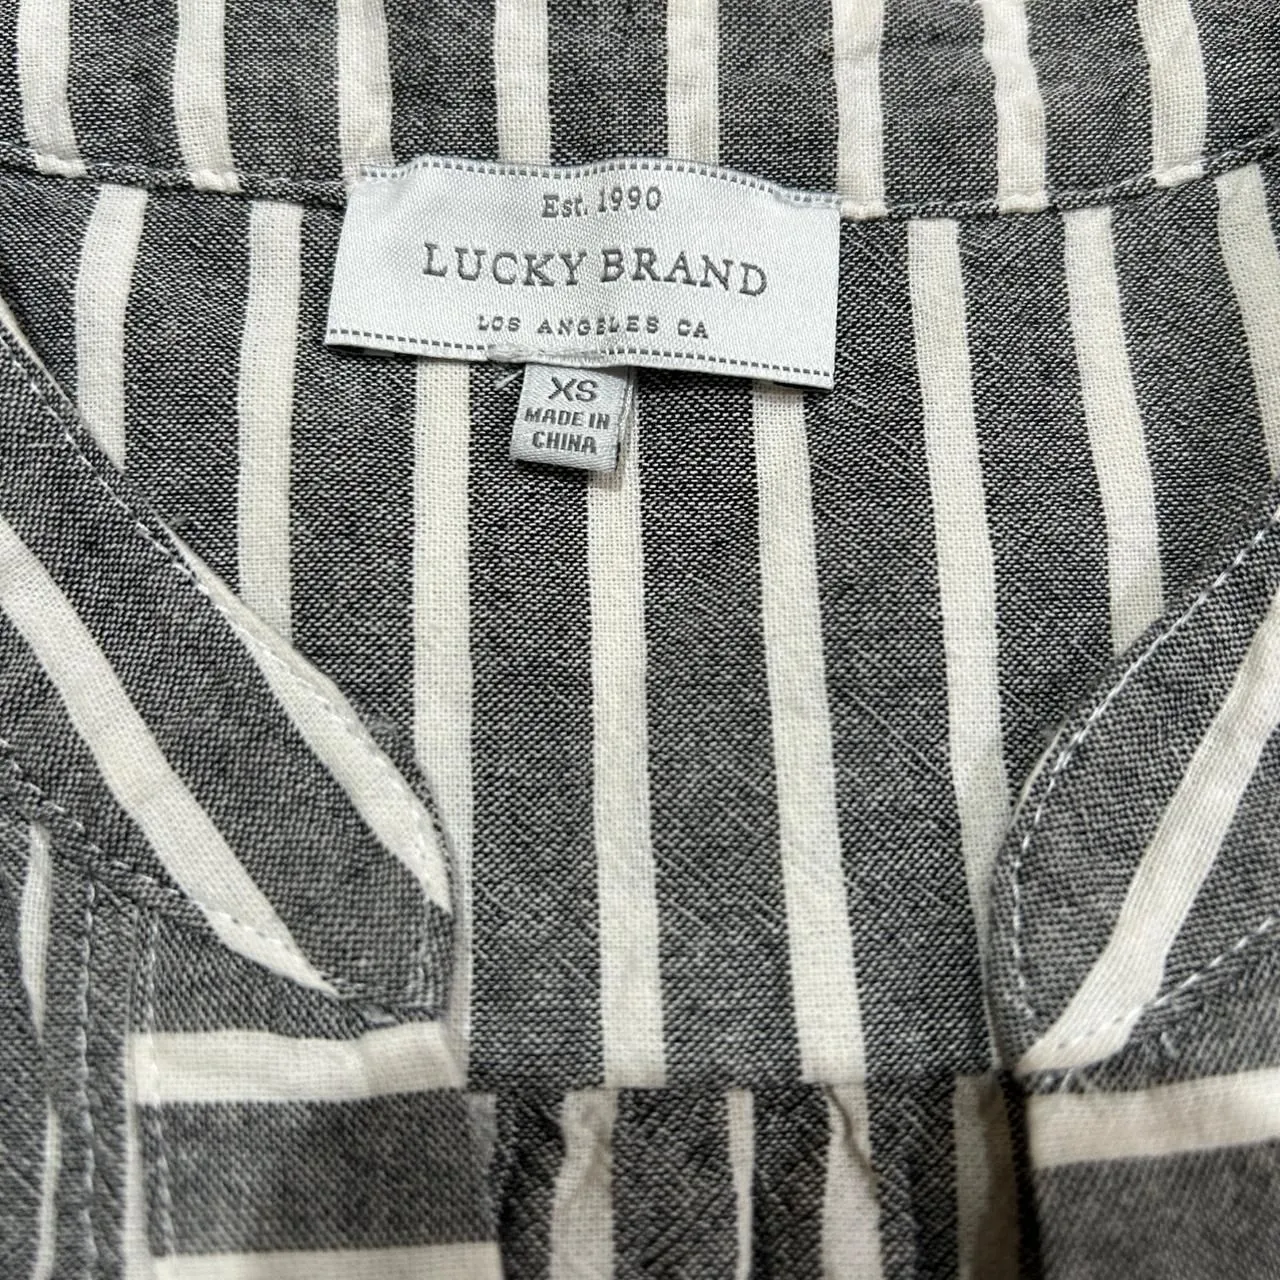 Est. 1990
LUCKY BRAND
LOS ANGELES CA
XS
MADE IN
CHINA